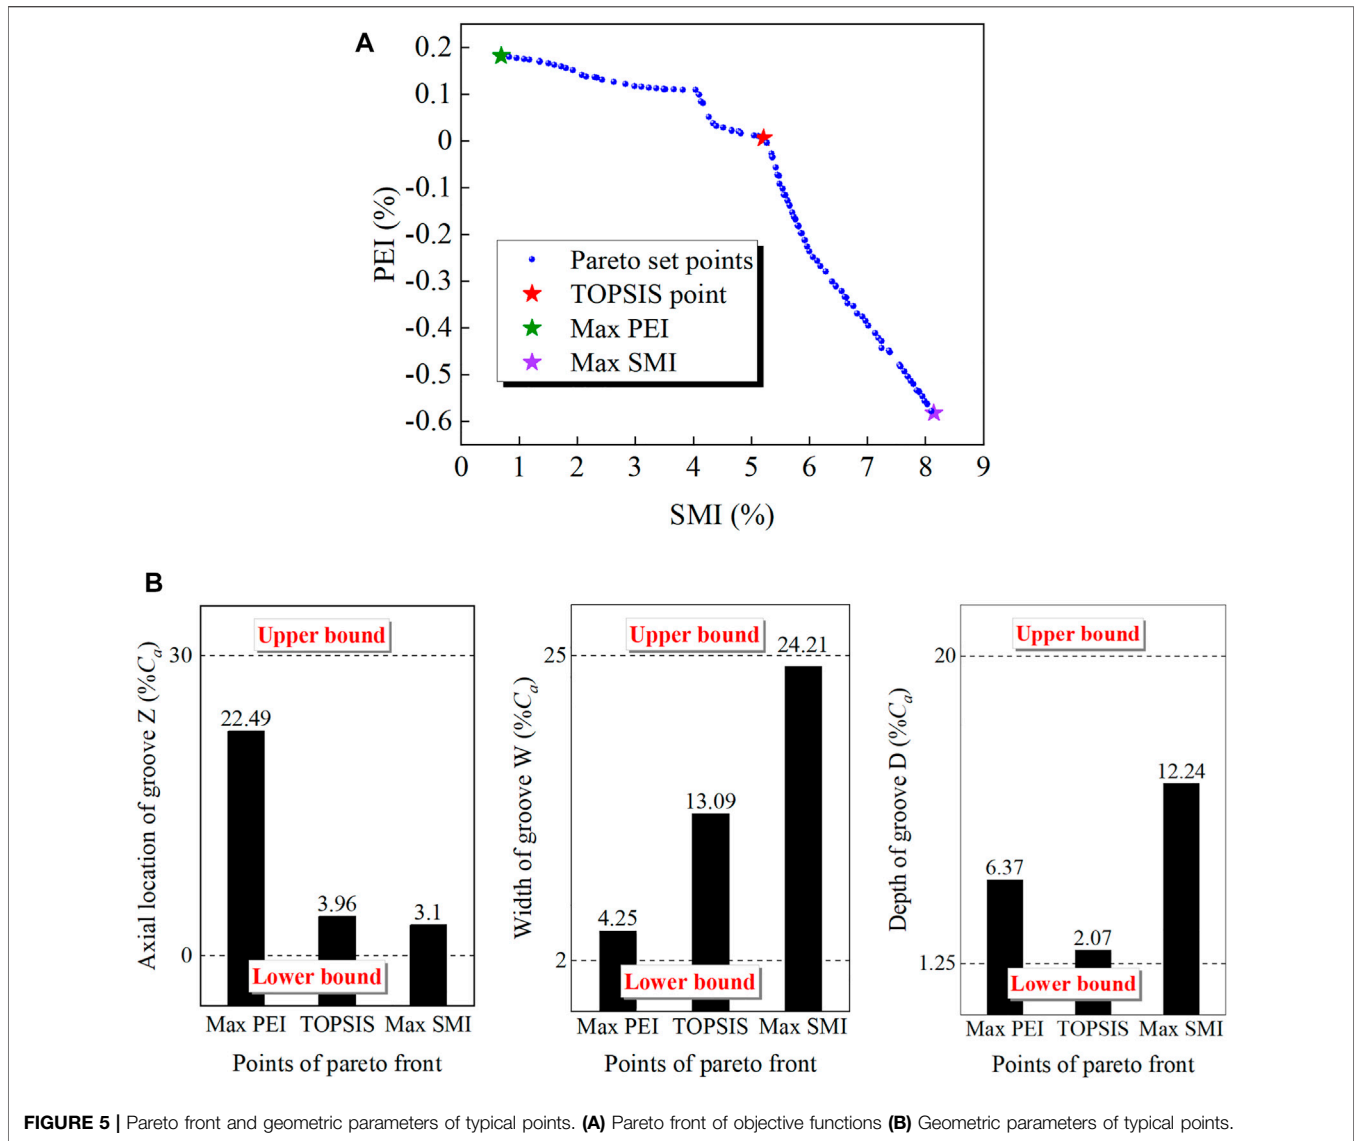 A
PEI (%)
0.2
0.1
0
-0.1
-0.2
-0.3
-0.4
-0.5
-0.6
Pareto set points
TOPSIS point
Max PEI
Max SMI
0 1 2 3 4 5 6 7 8 9
SMI (%)
B
Axial location of groove Z (%Ca)
Upper bound
30
22.49
3.96
3.1
0
Lower bound
Max PEI TOPSIS Max SMI
Points of pareto front
Width of groove W (%Ca)
Upper bound
25
24.21
13.09
4.25
2
Lower bound
Max PEI TOPSIS Max SMI
Points of pareto front
Depth of groove D (%Ca)
Upper bound
20
12.24
6.37
2.07
1.25
Lower bound
Max PEI TOPSIS Max SMI
Points of pareto front
FIGURE 5 | Pareto front and geometric parameters of typical points. (A) Pareto front of objective functions (B) Geometric parameters of typical points.